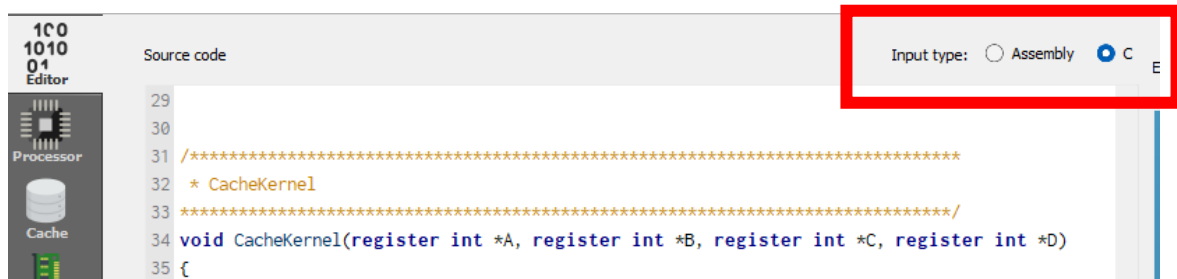 100
1010
01
Editor
Processor
Cache
Source code
Input type: Assembly C
E
29
30
31 /*******************************************************************************
32 * CacheKernel
33 *******************************************************************************/
34 void CacheKernel(register int *A, register int *B, register int *C, register int *D)
35 {